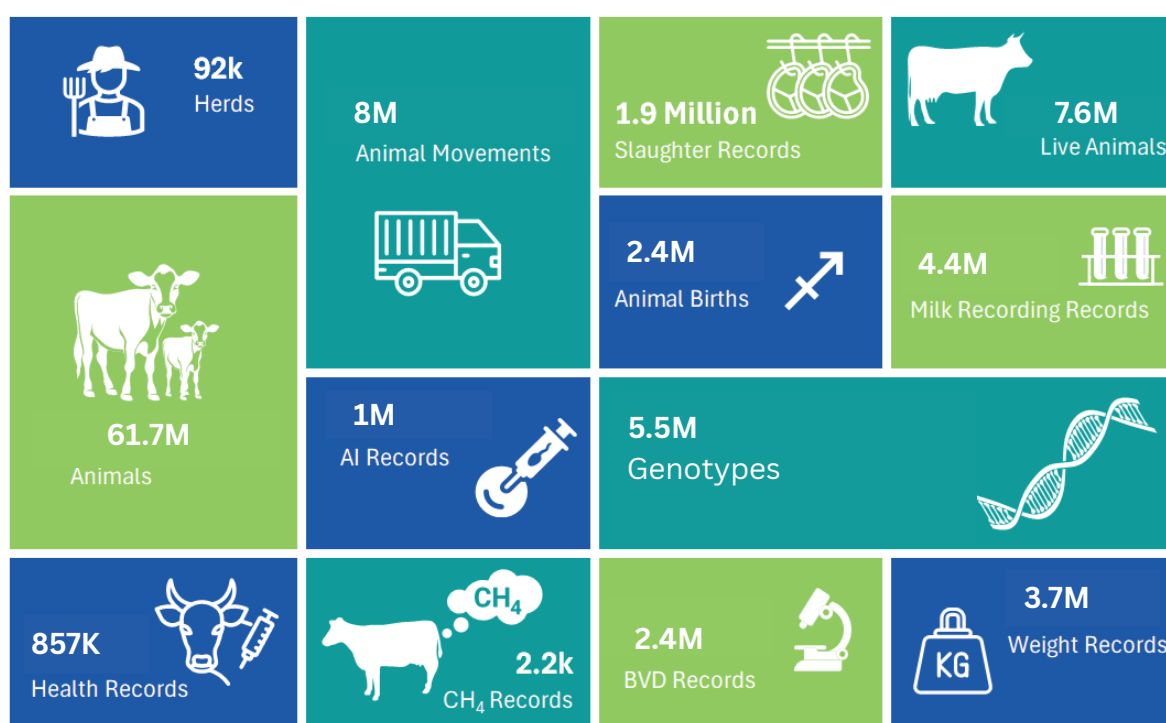 92k
Herds
8M
Animal Movements
1.9 Million
Slaughter Records
7.6M
Live Animals
61.7M
Animals
2.4M
Animal Births
4.4M
Milk Recording Records
1M
AI Records
5.5M
Genotypes
857K
Health Records
CH₄
2.2k
CH₄ Records
2.4M
BVD Records
KG
3.7M
Weight Records